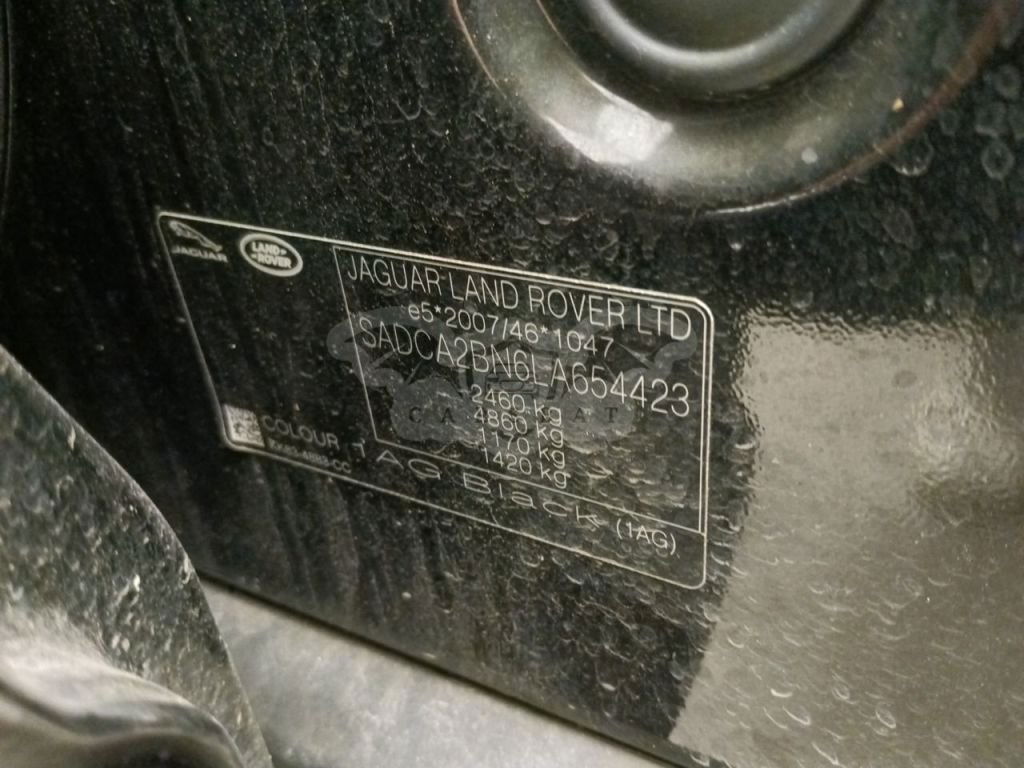 JAGUAR
LAND ROVER
JAGUAR LAND ROVER LTD
e5*2007/46*1047
SADCA2BN6LA654423
2460 kg
4860 kg
1170 kg
1420 kg
COLOUR 1AG Black (1AG)